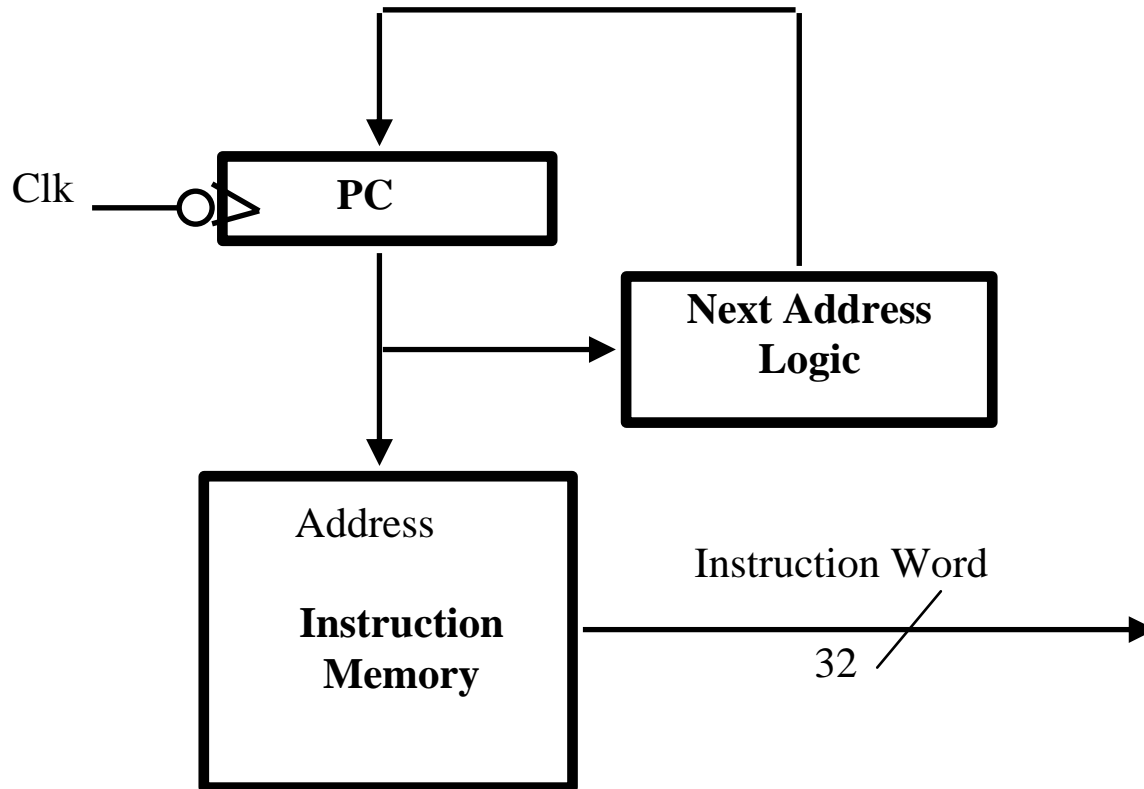 Clk
PC
Next Address
Logic
Address
Instruction Word
Instruction
Memory
32